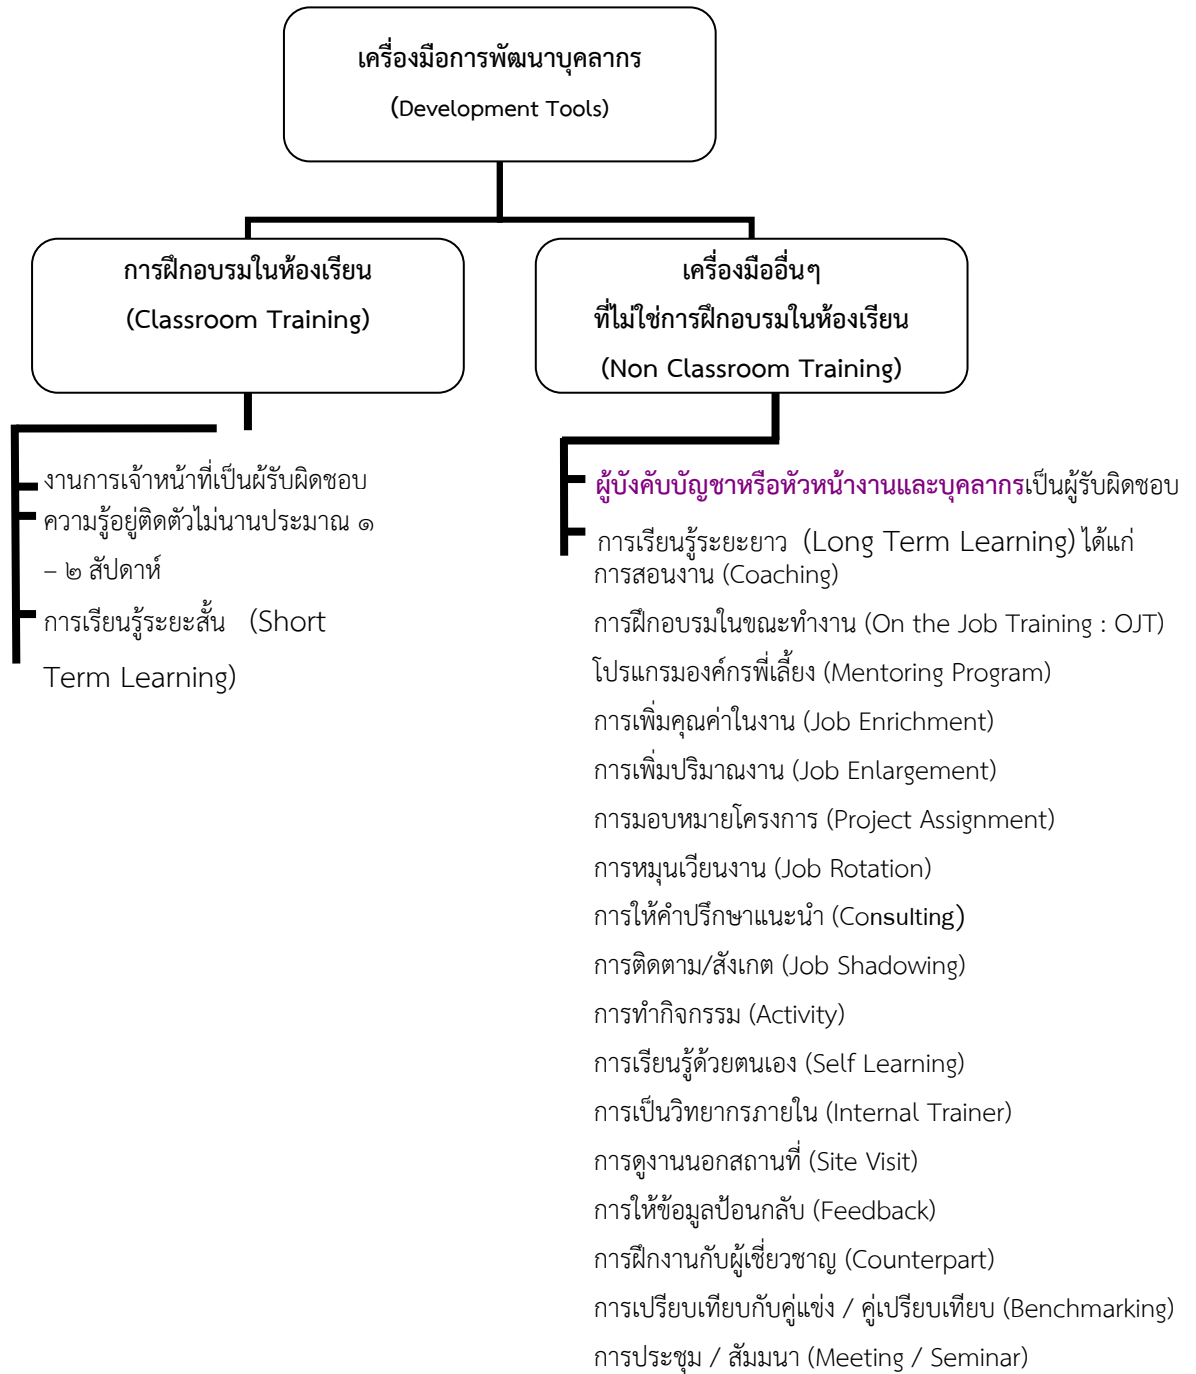 เครื่องมือการพัฒนาบุคลากร
(Development Tools)
การฝึกอบรมในห้องเรียน
(Classroom Training)
เครื่องมืออื่นๆ
ที่ไม่ใช่การฝึกอบรมในห้องเรียน
(Non Classroom Training)
งานการเจ้าหน้าที่เป็นผ้รับผิดชอบ
ความรู้อยู่ติดตัวไม่นานประมาณ ๑
– ๒ สัปดาห์
การเรียนรู้ระยะสั้น (Short
Term Learning)
ผู้บังคับบัญชาหรือหัวหน้างานและบุคลากรเป็นผู้รับผิดชอบ
การเรียนรู้ระยะยาว (Long Term Learning) ได้แก่
การสอนงาน (Coaching)
การฝึกอบรมในขณะทำงาน (On the Job Training : OJT)
โปรแกรมองค์กรพี่เลี้ยง (Mentoring Program)
การเพิ่มคุณค่าในงาน (Job Enrichment)
การเพิ่มปริมาณงาน (Job Enlargement)
การมอบหมายโครงการ (Project Assignment)
การหมุนเวียนงาน (Job Rotation)
การให้คำปรึกษาแนะนำ (Consulting)
การติดตาม/สังเกต (Job Shadowing)
การทำกิจกรรม (Activity)
การเรียนรู้ด้วยตนเอง (Self Learning)
การเป็นวิทยากรภายใน (Internal Trainer)
การดูงานนอกสถานที่ (Site Visit)
การให้ข้อมูลป้อนกลับ (Feedback)
การฝึกงานกับผู้เชี่ยวชาญ (Counterpart)
การเปรียบเทียบกับคู่แข่ง / คู่เปรียบเทียบ (Benchmarking)
การประชุม / สัมมนา (Meeting / Seminar)